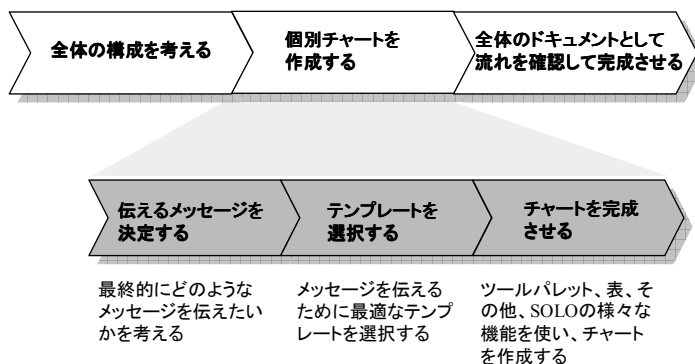 全体の構成を考える
個別チャートを
作成する
全体のドキュメントとして
流れを確認して完成させる
伝えるメッセージを
決定する
テンプレートを
選択する
チャートを完成
させる
最終的にどのような
メッセージを伝えたい
かを考える
メッセージを伝える
ために最適なテンプ
レートを選択する
ツールパレット、表、そ
の他、SOLOの様々な
機能を使い、チャート
を作成する